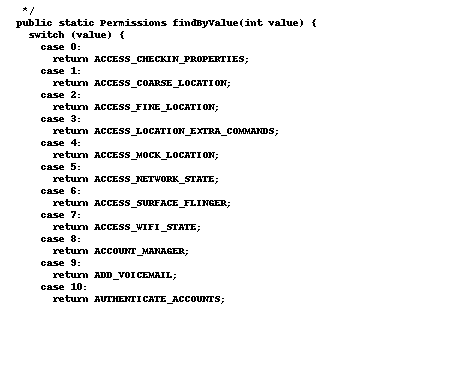 */
public static Permissions findByValue(int value) {
switch (value) {
case 0:
return ACCESS_CHECKIN_PROPERTIES;
case 1:
return ACCESS_COARSE_LOCATION;
case 2:
return ACCESS_FINE_LOCATION;
case 3:
return ACCESS_LOCATION_EXTRA_COMMANDS;
case 4:
return ACCESS_MOCK_LOCATION;
case 5:
return ACCESS_NETWORK_STATE;
case 6:
return ACCESS_SURFACE_FLINGER;
case 7:
return ACCESS_WIFI_STATE;
case 8:
return ACCOUNT_MANAGER;
case 9:
return ADD_VOICEMAIL;
case 10:
return AUTHENTICATE_ACCOUNTS;